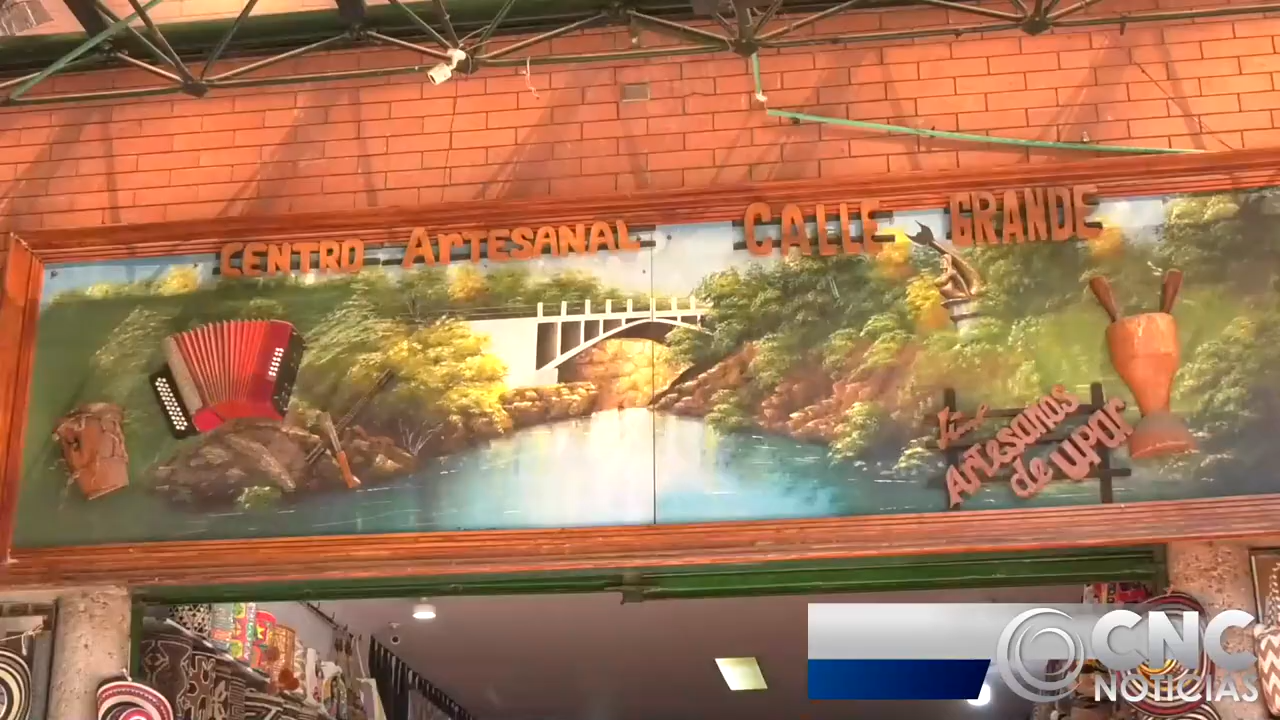 CENTRO ARTESANAL CALLE GRANDE
Artesanos
de UPAr
CNC
NOTICIAS